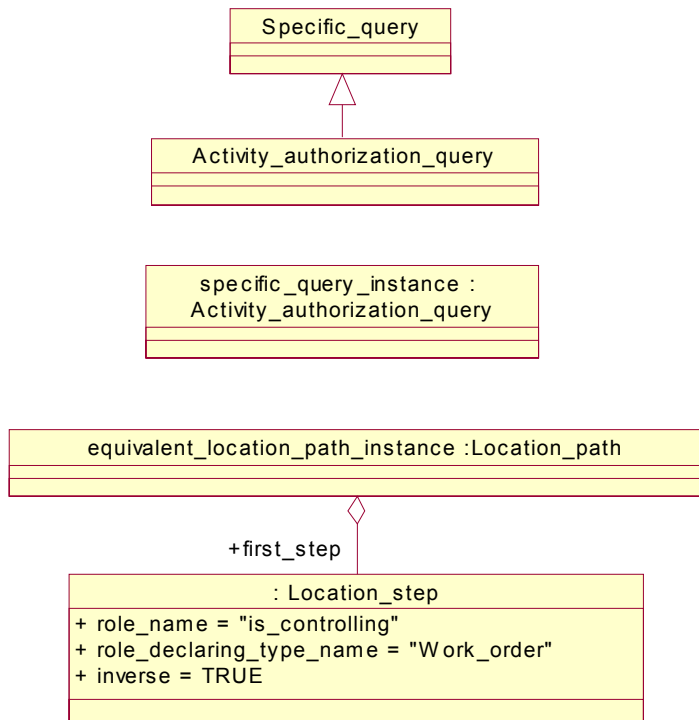 Specific_query
Activity_authorization_query
specific_query_instance :
Activity_authorization_query
equivalent_location_path_instance :Location_path
+first_step
: Location_step
+ role_name = "is_controlling"
+ role_declaring_type_name = "Work_order"
+ inverse = TRUE